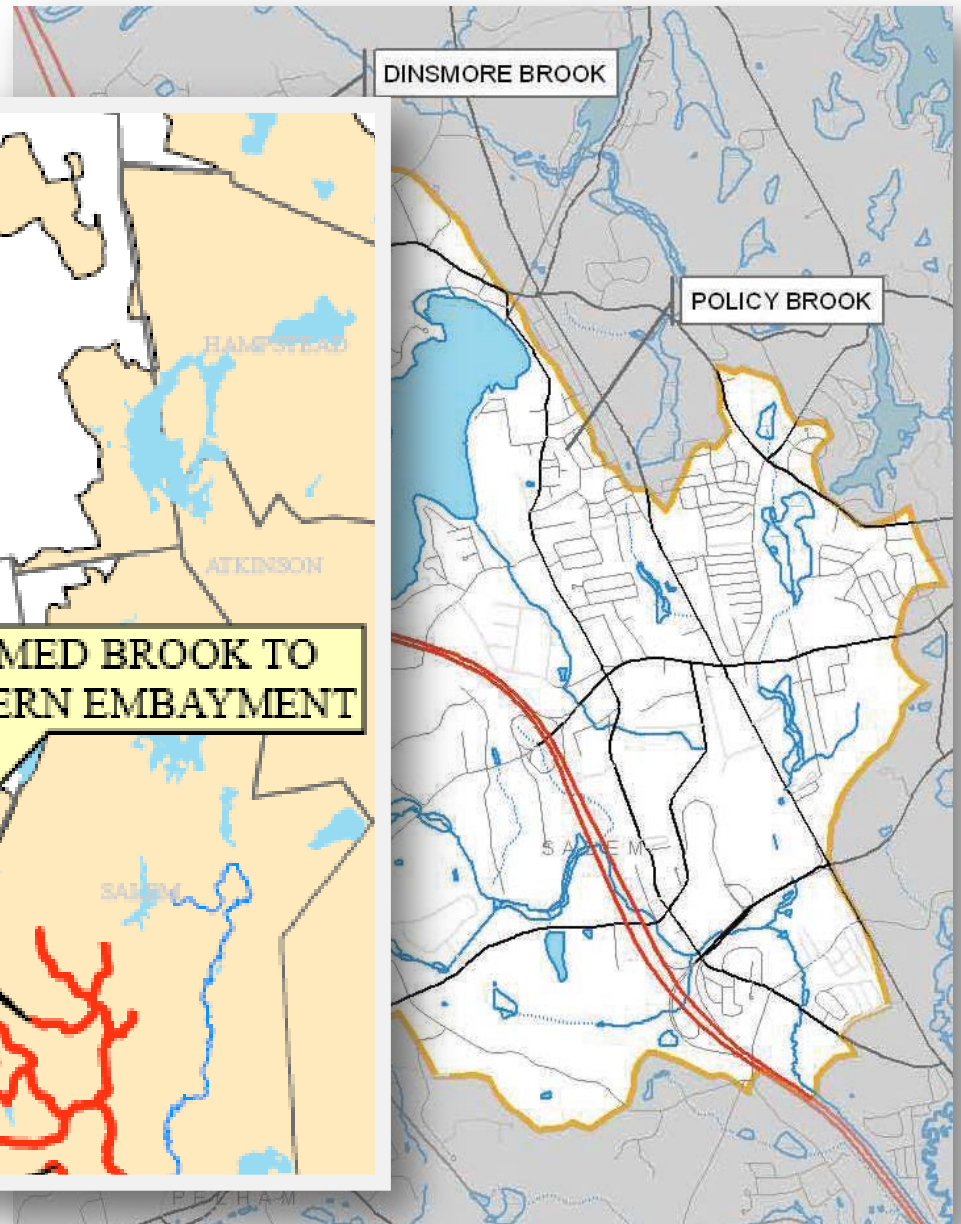 DINSMORE BROOK
POLICY BROOK
HAMPSTEAD
ATKINSON
MED BROOK TO
ERN EMBAYMENT
SALEM
SALEM
PELHAM